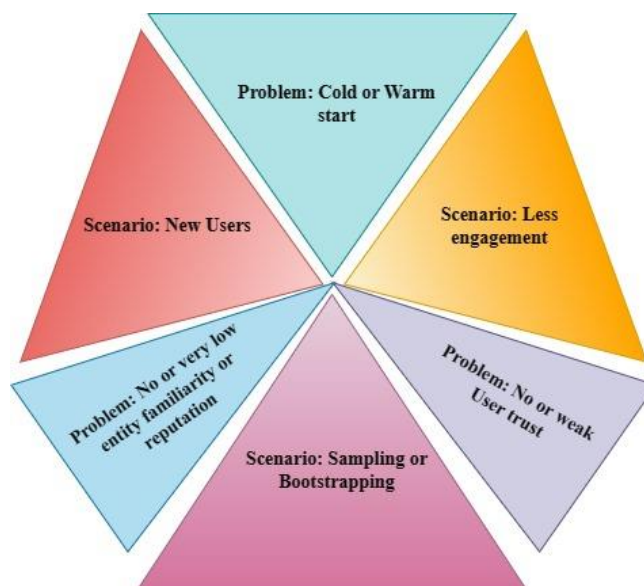 Problem: Cold or Warm
start
Scenario: New Users
Scenario: Less
engagement
Problem: No or very low
entity familiarity or
reputation
Problem: No or weak
User trust
Scenario: Sampling or
Bootstrapping